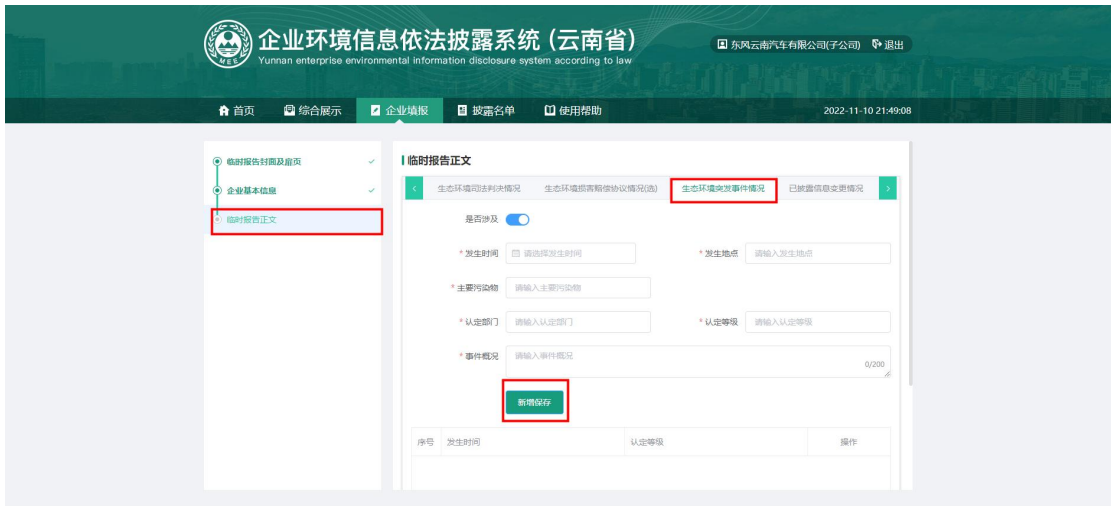 企业环境信息依法披露系统 (云南省)
Yunnan enterprise environmental information disclosure system according to law
MEE
东风云南汽车有限公司(子公司) 退出
首页 综合展示 企业填报 披露名单 使用帮助 2022-11-10 21:49:08
临时报告封面及扉页
企业基本信息
临时报告正文
临时报告正文
生态环境司法判决情况 生态环境损害赔偿协议情况(选) 生态环境突发事件情况 已披露信息变更情况
是否涉及
* 发生时间 请选择发生时间 * 发生地点 请输入发生地点
* 主要污染物 请输入主要污染物
* 认定部门 请输入认定部门 * 认定等级 请输入认定等级
* 事件概况 请输入事件概况 0/200
新增保存
序号 发生时间 认定等级 操作